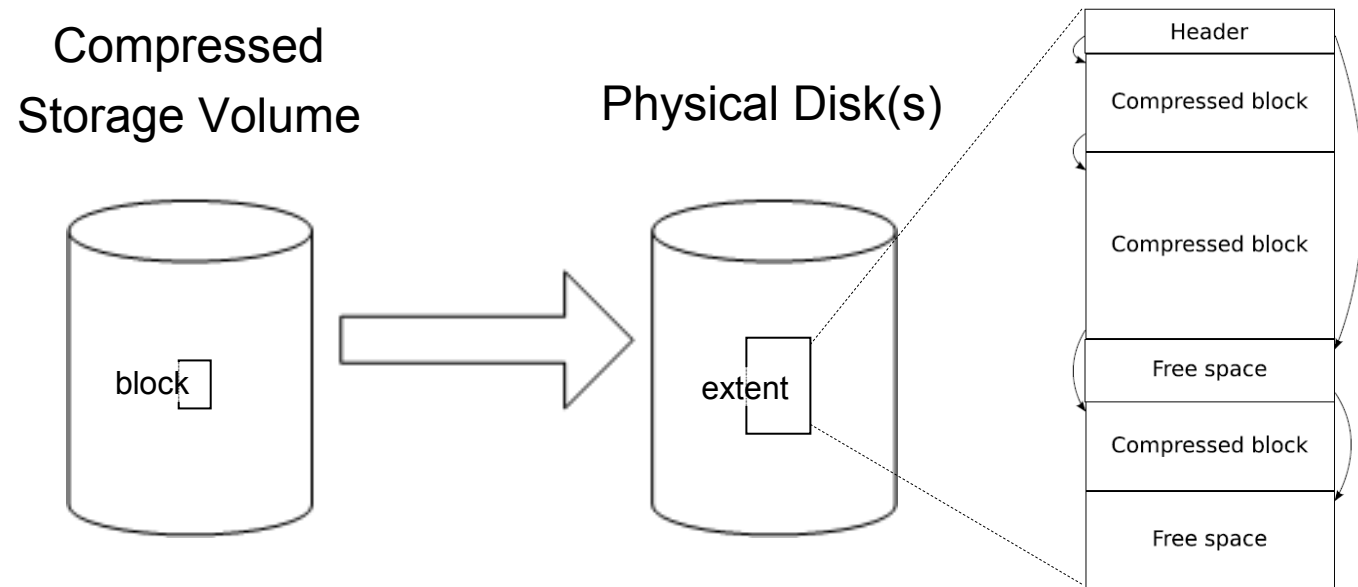 Compressed
Storage Volume
Physical Disk(s)
block
extent
Header
Compressed block
Compressed block
Free space
Compressed block
Free space